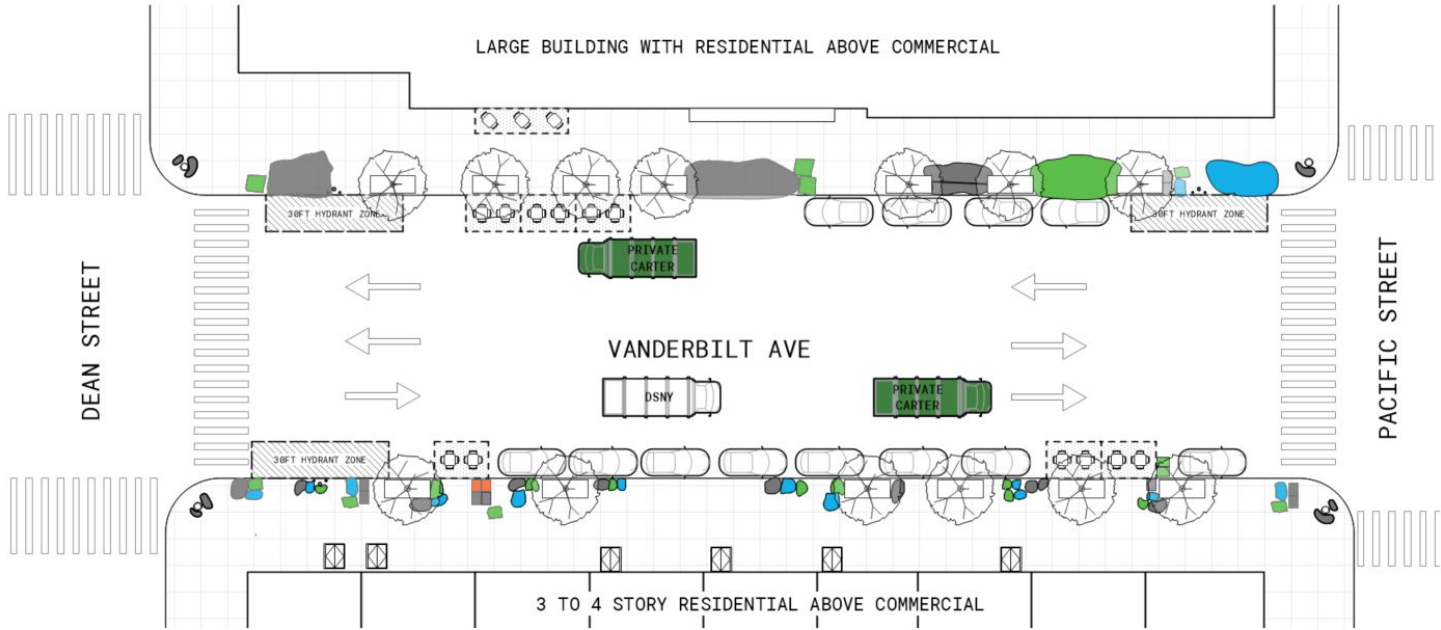 LARGE BUILDING WITH RESIDENTIAL ABOVE COMMERCIAL
30FT HYDRANT ZONE
30FT HYDRANT ZONE
PRIVATE
CARTER
DEAN STREET
PACIFIC STREET
VANDERBILT AVE
DSNY
PRIVATE
CARTER
30FT HYDRANT ZONE
3 TO 4 STORY RESIDENTIAL ABOVE COMMERCIAL